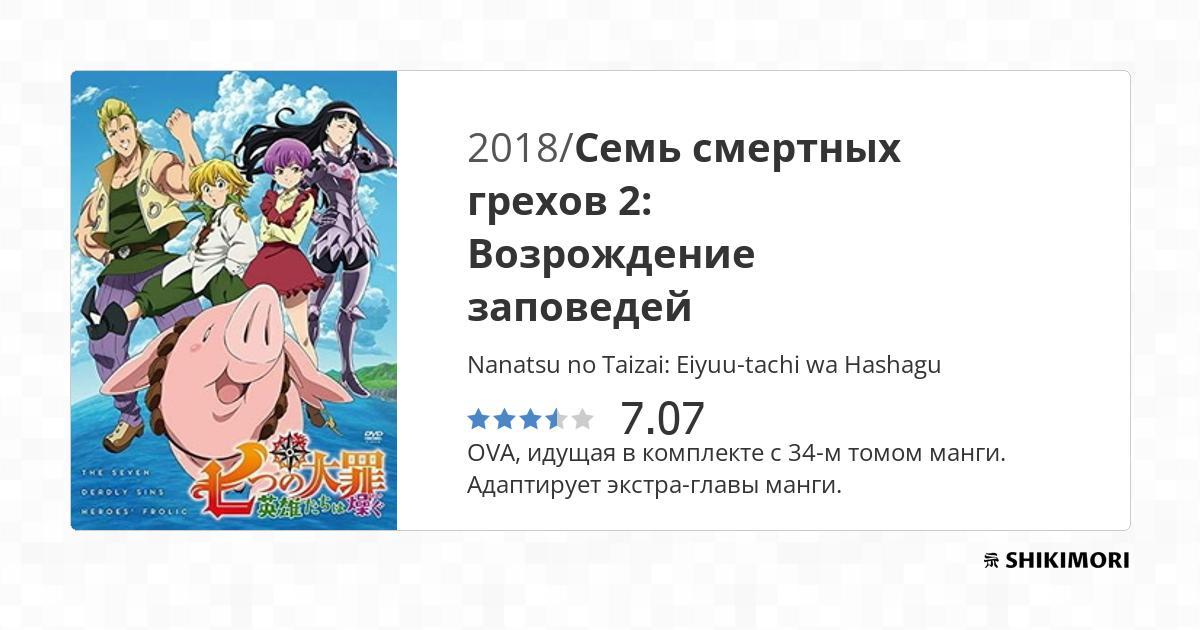 2018/Семь смертных
грехов 2:
Возрождение
заповедей
Nanatsu no Taizai: Eiyuu-tachi wa Hashagu
7.07
OVA, идущая в комплекте с 34-м томом манги.
Адаптирует экстра-главы манги.
DVD
七つの大罪
英雄たちは燥ぐ
THE SEVEN
DEADLY SINS
HEROES' FROLIC
SHIKIMORI